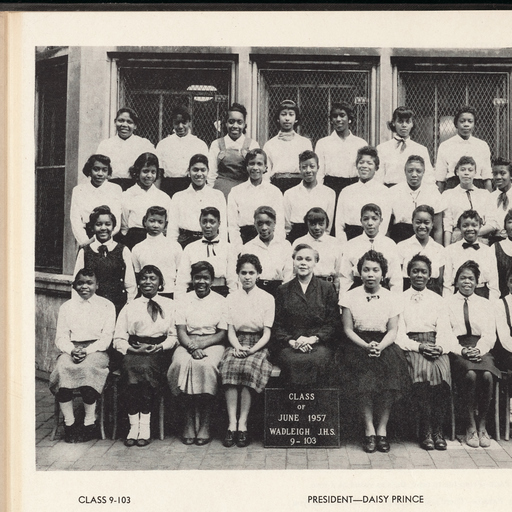 CLASS
OF
JUNE 1957
WADLEIGH J.H.S.
9-103
CLASS 9-103
PRESIDENT—DAISY PRINCE